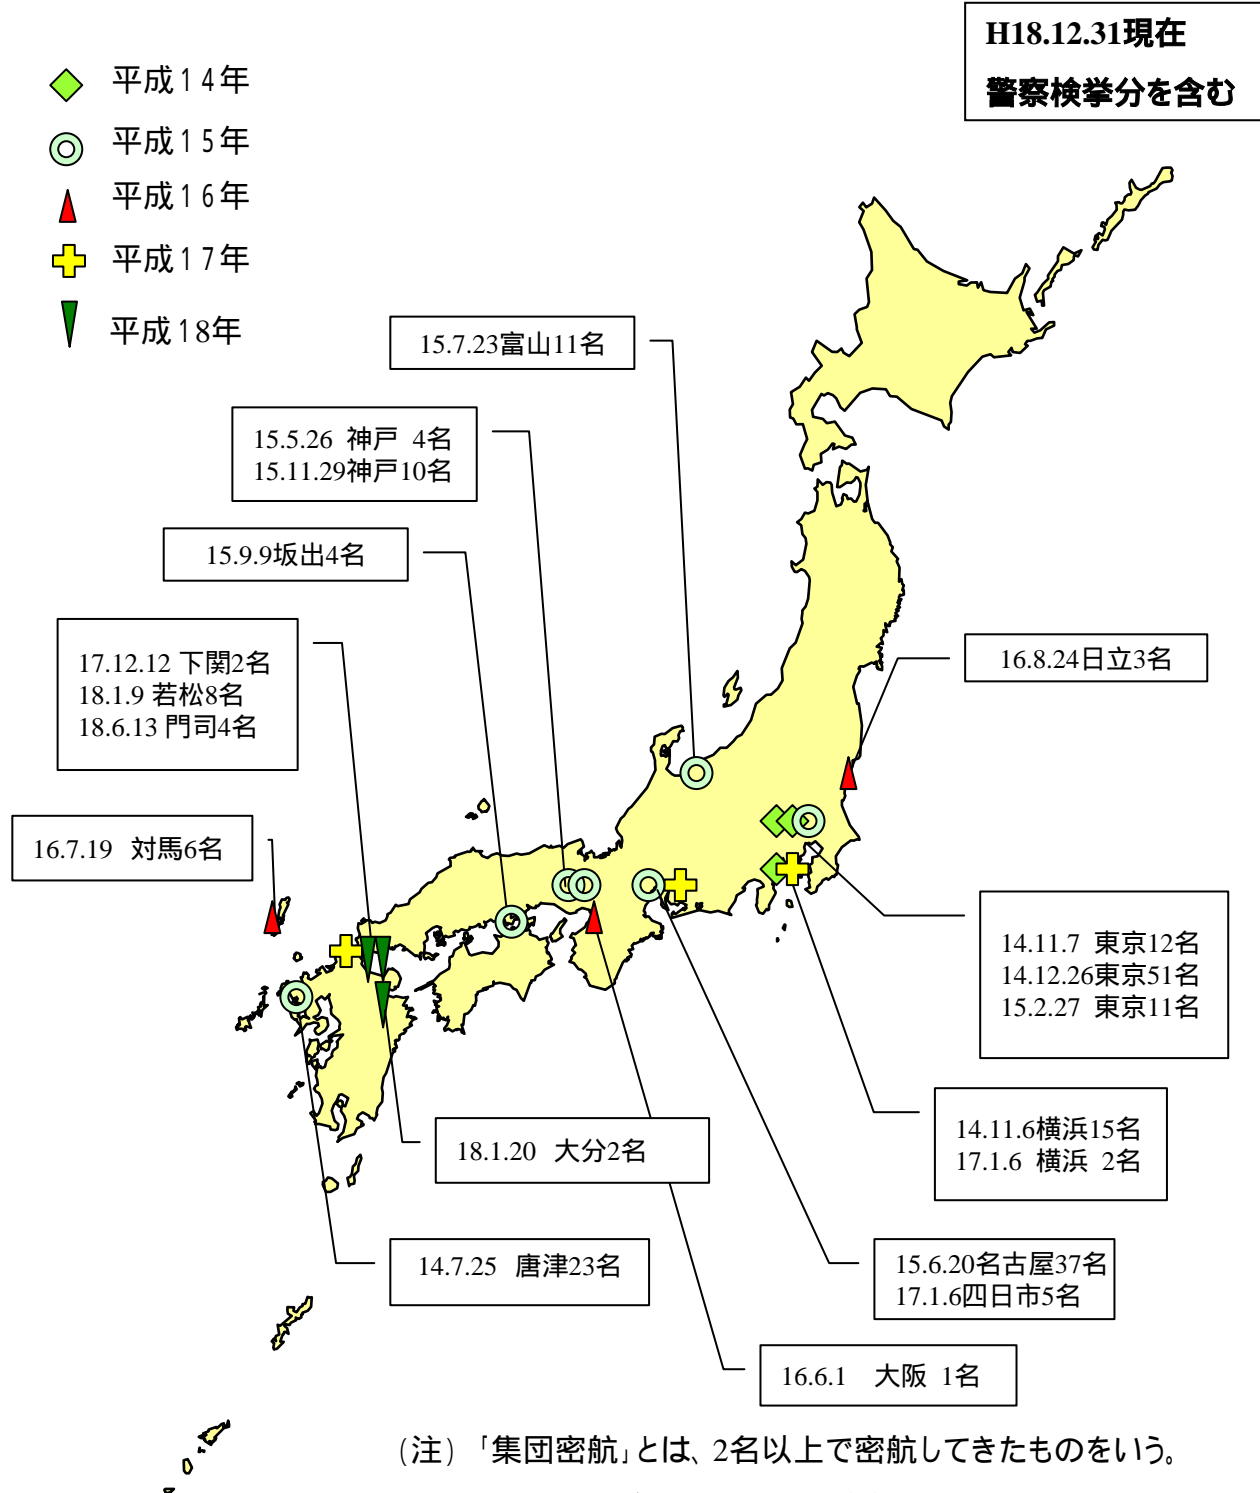 H18.12.31現在
警察検挙分を含む
平成14年
平成15年
平成16年
平成17年
平成18年
15.7.23富山11名
15.5.26 神戸 4名
15.11.29神戸10名
15.9.9坂出4名
17.12.12 下関2名
18.1.9 若松8名
18.6.13 門司4名
16.8.24日立3名
16.7.19 対馬6名
14.11.7 東京12名
14.12.26東京51名
15.2.27 東京11名
14.11.6横浜15名
17.1.6 横浜 2名
18.1.20 大分2名
14.7.25 唐津23名
15.6.20名古屋37名
17.1.6四日市5名
16.6.1 大阪 1名
(注)「集団密航」とは、2名以上で密航してきたものをいう。